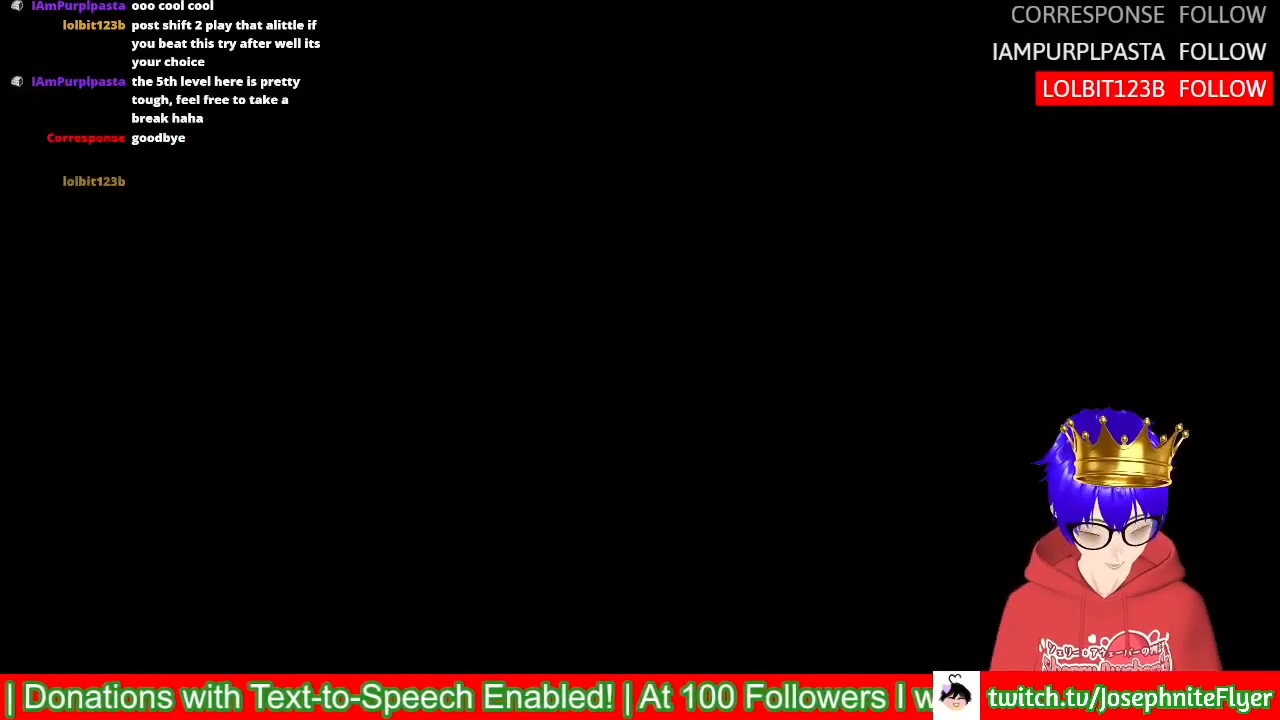 IAmPurplpasta ooo cool cool
lolbit123b post shift 2 play that alittle if
you beat this try after well its
your choice
IAmPurplpasta the 5th level here is pretty
tough, feel free to take a
break haha
Corresponse goodbye
lolbit123b
CORRESPONSE FOLLOW
IAMPURPLPASTA FOLLOW
LOLBIT123B FOLLOW
| Donations with Text-to-Speech Enabled! | At 100 Followers I w
twitch.tv/JosephniteFlyer